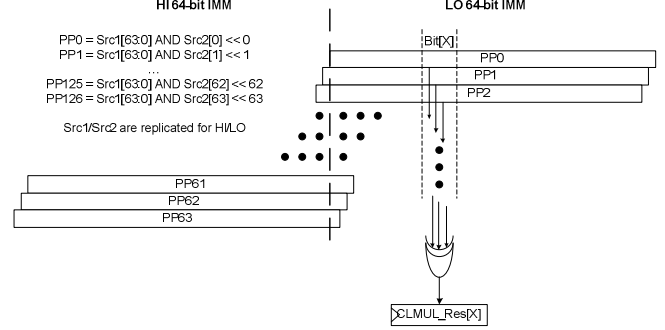 HI 64-bit IMM
LO 64-bit IMM
PP0 = Src1[63:0] AND Src2[0] << 0
PP1 = Src1[63:0] AND Src2[1] << 1
...
PP125 = Src1[63:0] AND Src2[62] << 62
PP126 = Src1[63:0] AND Src2[63] << 63
Src1/Src2 are replicated for HI/LO
Bit[X]
PP0
PP1
PP2
PP61
PP62
PP63
CLMUL_Res[X]